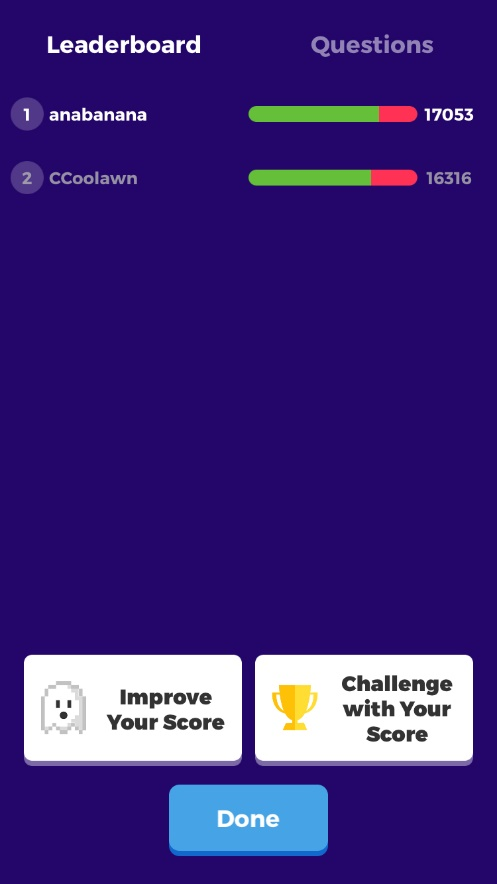 Leaderboard Questions
1 anabanana 17053
2 CCoolawn 16316
Improve
Your Score
Challenge
with Your
Score
Done